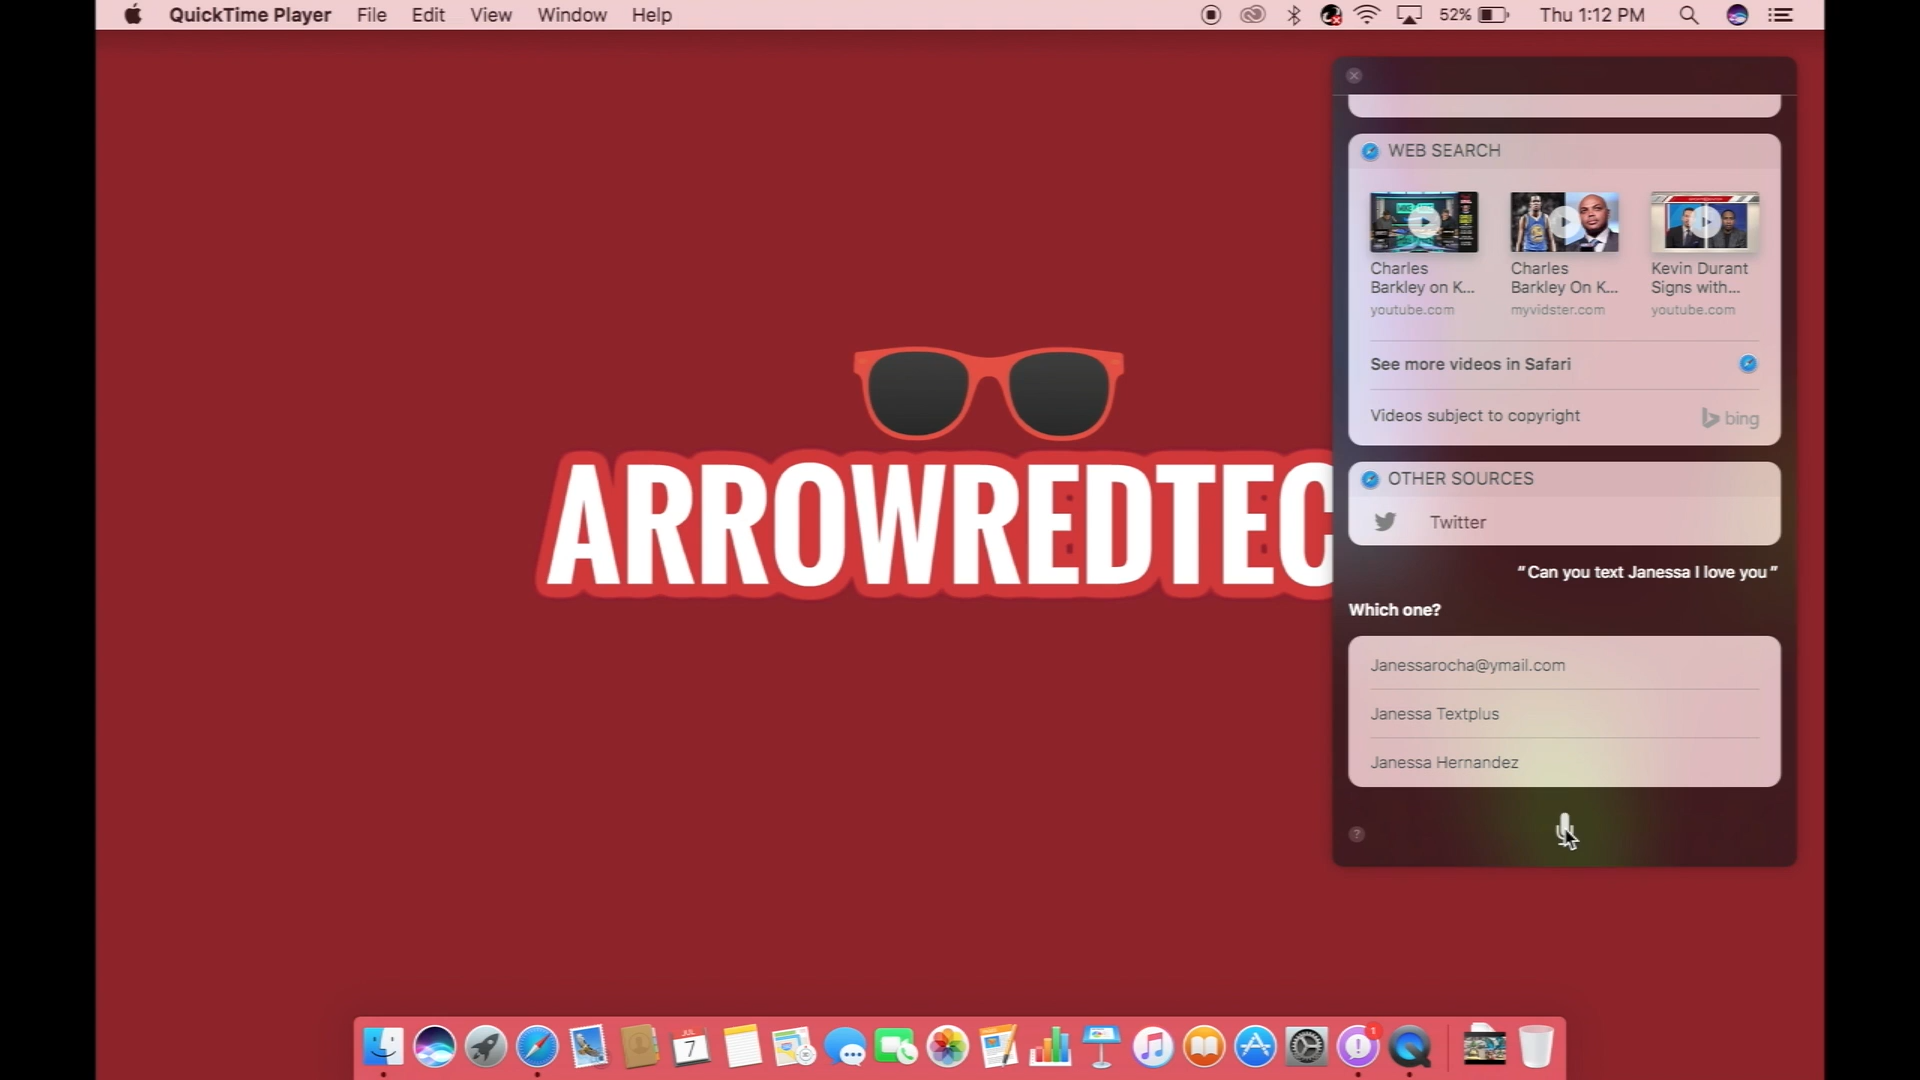 QuickTime Player File Edit View Window Help 52% Thu 1:12 PM
WEB SEARCH
Charles
Barkley on K...
youtube.com
Charles
Barkley On K...
myvidster.com
Kevin Durant
Signs with...
youtube.com
See more videos in Safari
Videos subject to copyright bing
OTHER SOURCES
Twitter
"Can you text Janessa I love you"
Which one?
Janessarocha@ymail.com
Janessa Textplus
Janessa Hernandez
?
ARROWREDTEC
JUL
7
1